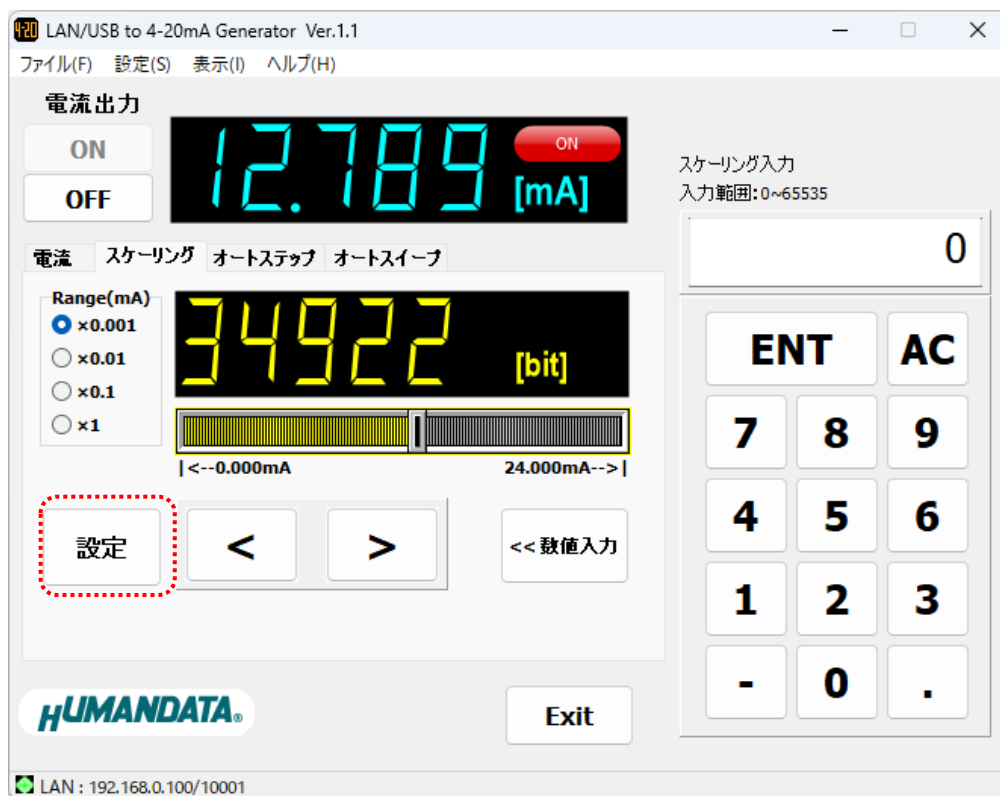 LAN/USB to 4-20mA Generator Ver.1.1
ファイル(F) 設定(S) 表示(I) ヘルプ(H)
電流出力
ON
OFF
12.789
ON
[mA]
電流 スケーリング オートステップ オートスイープ
Range(mA)
×0.001
×0.01
×0.1
×1
34922
[bit]
|<--0.000mA 24.000mA-->|
設定 < > <<数値入力
HUMANDATA®
Exit
スケーリング入力
入力範囲:0~65535
0
ENT AC
7 8 9
4 5 6
1 2 3
- 0 .
LAN : 192.168.0.100/10001